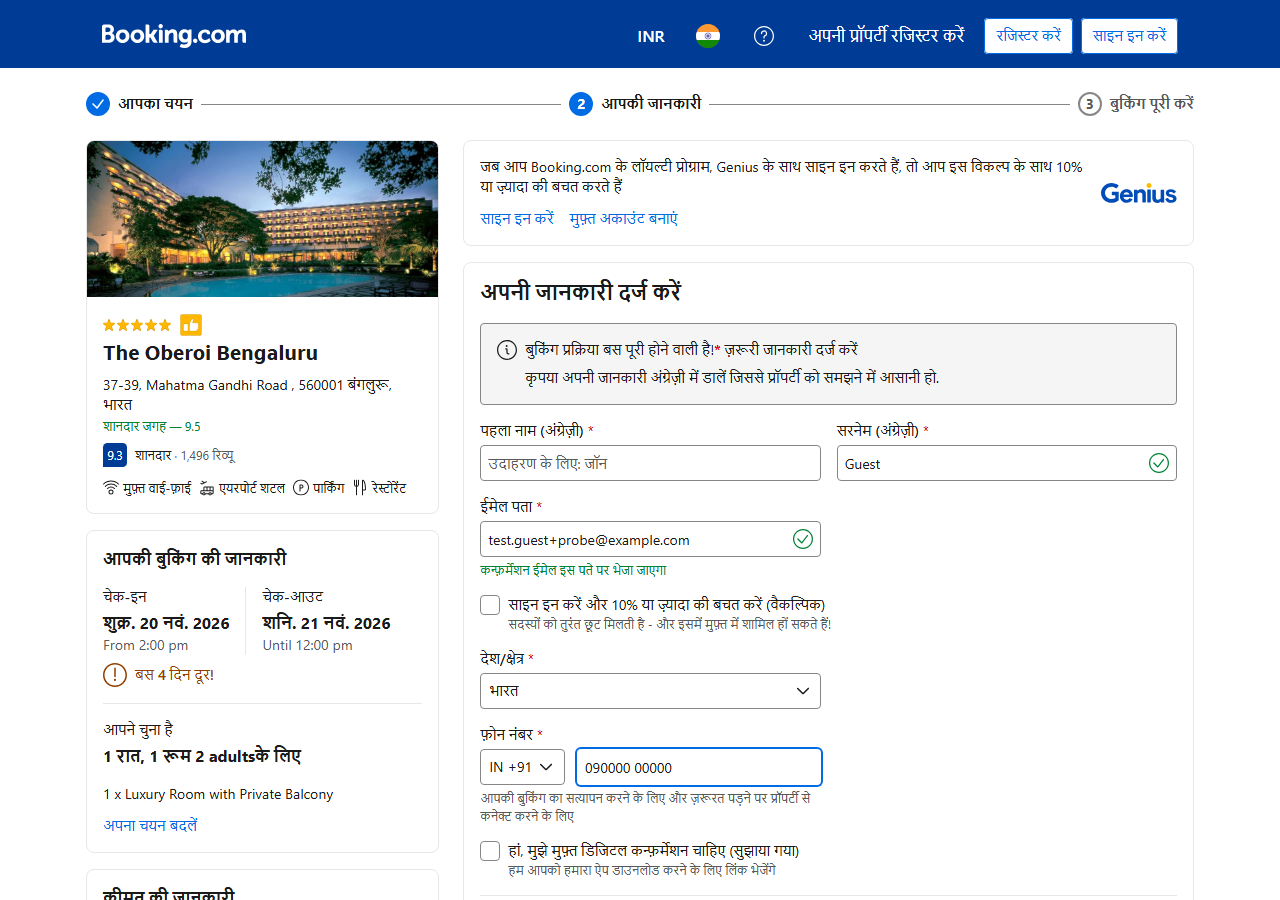 Booking.com
INR
अपनी प्रॉपर्टी रजिस्टर करें
रजिस्टर करें
साइन इन करें
आपका चयन
2 आपकी जानकारी
3 बुकिंग पूरी करें
The Oberoi Bengaluru
37-39, Mahatma Gandhi Road , 560001 बंगलुरू,
भारत
शानदार जगह — 9.5
9.3 शानदार · 1,496 रिव्यू
मुफ़्त वाई-फ़ाई एयरपोर्ट शटल पार्किंग रेस्टोरेंट
आपकी बुकिंग की जानकारी
चेक-इन
शुक्र. 20 नवं. 2026
From 2:00 pm
चेक-आउट
शनि. 21 नवं. 2026
Until 12:00 pm
बस 4 दिन दूर!
आपने चुना है
1 रात, 1 रूम 2 adultsके लिए
1 x Luxury Room with Private Balcony
अपना चयन बदलें
कीमत की जानकारी
जब आप Booking.com के लॉयल्टी प्रोग्राम, Genius के साथ साइन इन करते हैं, तो आप इस विकल्प के साथ 10%
या ज़्यादा की बचत करते हैं
साइन इन करें मुफ़्त अकाउंट बनाएं
Genius
अपनी जानकारी दर्ज करें
बुकिंग प्रक्रिया बस पूरी होने वाली है!* ज़रूरी जानकारी दर्ज करें
कृपया अपनी जानकारी अंग्रेज़ी में डालें जिससे प्रॉपर्टी को समझने में आसानी हो.
पहला नाम (अंग्रेज़ी) *
उदाहरण के लिए: जॉन
सरनेम (अंग्रेज़ी) *
Guest
ईमेल पता *
test.guest+probe@example.com
कन्फ़र्मेशन ईमेल इस पते पर भेजा जाएगा
साइन इन करें और 10% या ज़्यादा की बचत करें (वैकल्पिक)
सदस्यों को तुरंत छूट मिलती है - और इसमें मुफ़्त में शामिल हों सकते हैं!
देश/क्षेत्र *
भारत
फ़ोन नंबर *
IN +91
090000 00000
आपकी बुकिंग का सत्यापन करने के लिए और ज़रूरत पड़ने पर प्रॉपर्टी से
कनेक्ट करने के लिए
हां, मुझे मुफ़्त डिजिटल कन्फ़र्मेशन चाहिए (सुझाया गया)
हम आपको हमारा ऐप डाउनलोड करने के लिए लिंक भेजेंगे